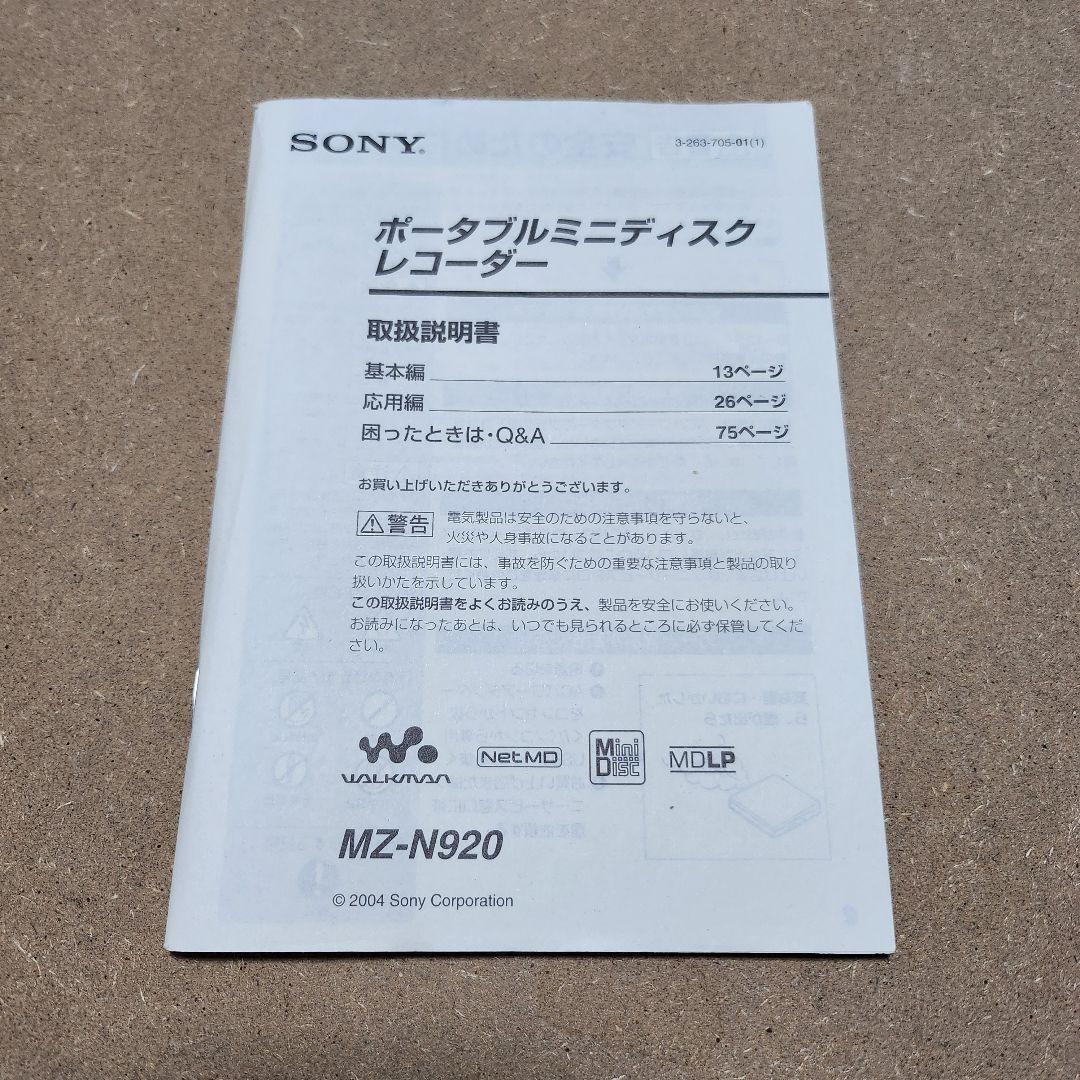 SONY®
3-263-705-01(1)
ポータブルミニディスク
レコーダー
取扱説明書
基本編 13ページ
応用編 26ページ
困ったときは・Q&A 75ページ
お買い上げいただきありがとうございます。
警告
電気製品は安全のための注意事項を守らないと、
火災や人身事故になることがあります。
この取扱説明書には、事故を防ぐための重要な注意事項と製品の取り
扱いかたを示しています。
この取扱説明書をよくお読みのうえ、製品を安全にお使いください。
お読みになったあとは、いつでも見られるところに必ず保管してくだ
さい。
WALKMAN
NetMD
Mini
Disc
MDLP
MZ-N920
© 2004 Sony Corporation